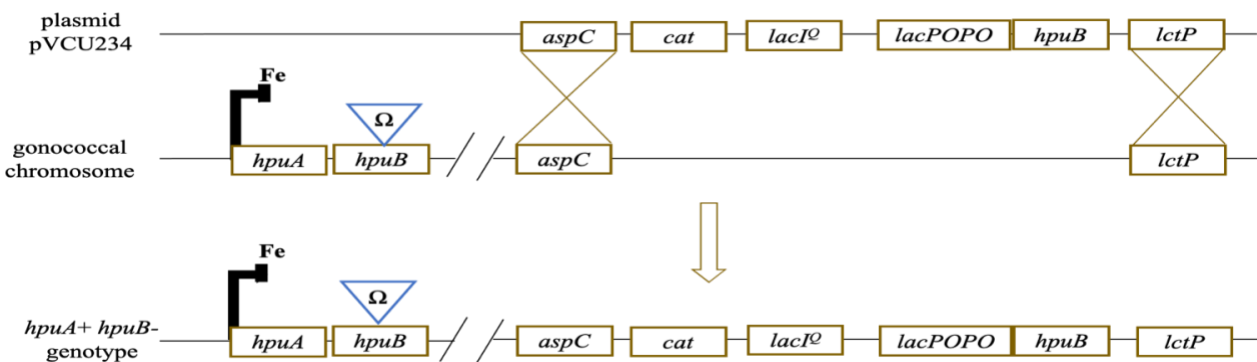 plasmid
pVCU234
aspC cat lacI^Q lacPOPO hpuB lctP
Fe
Ω
gonococcal
chromosome
hpuA hpuB aspC lctP
Fe
Ω
hpuA+ hpuB-
genotype
hpuA hpuB aspC cat lacI^Q lacPOPO hpuB lctP